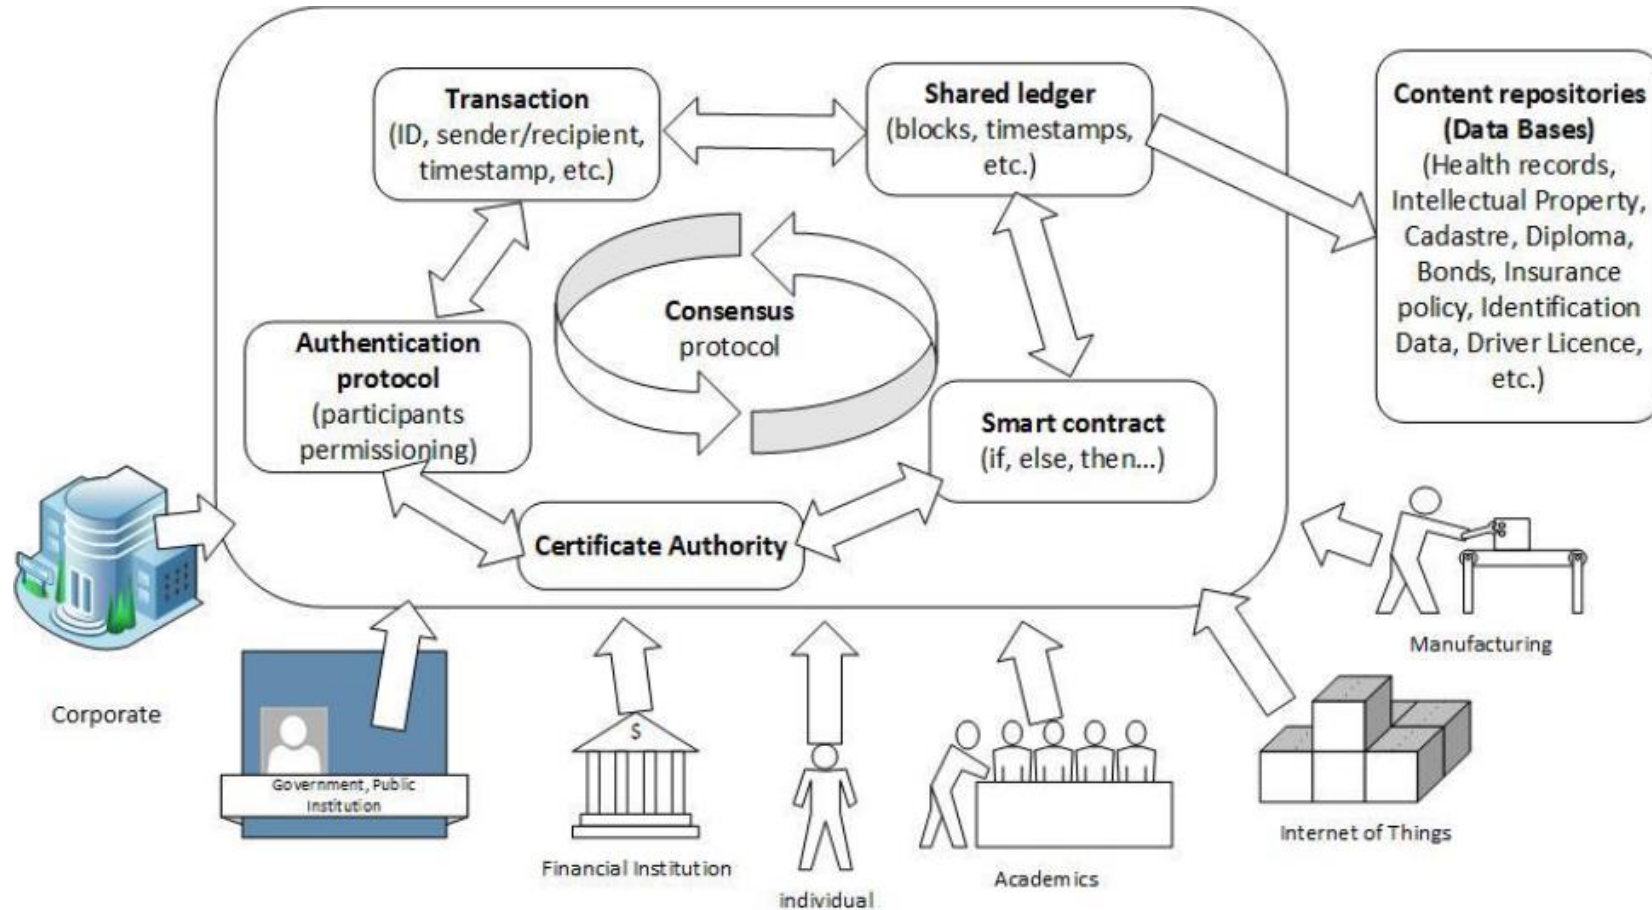 Transaction
(ID, sender/recipient,
timestamp, etc.)
Shared ledger
(blocks, timestamps,
etc.)
Content repositories
(Data Bases)
(Health records,
Intellectual Property,
Cadastre, Diploma,
Bonds, Insurance
policy, Identification
Data, Driver Licence,
etc.)
Consensus
protocol
Authentication
protocol
(participants
permissioning)
Smart contract
(if, else, then...)
Certificate Authority
Corporate
Government, Public
Institution
$
Financial Institution
individual
Academics
Internet of Things
Manufacturing